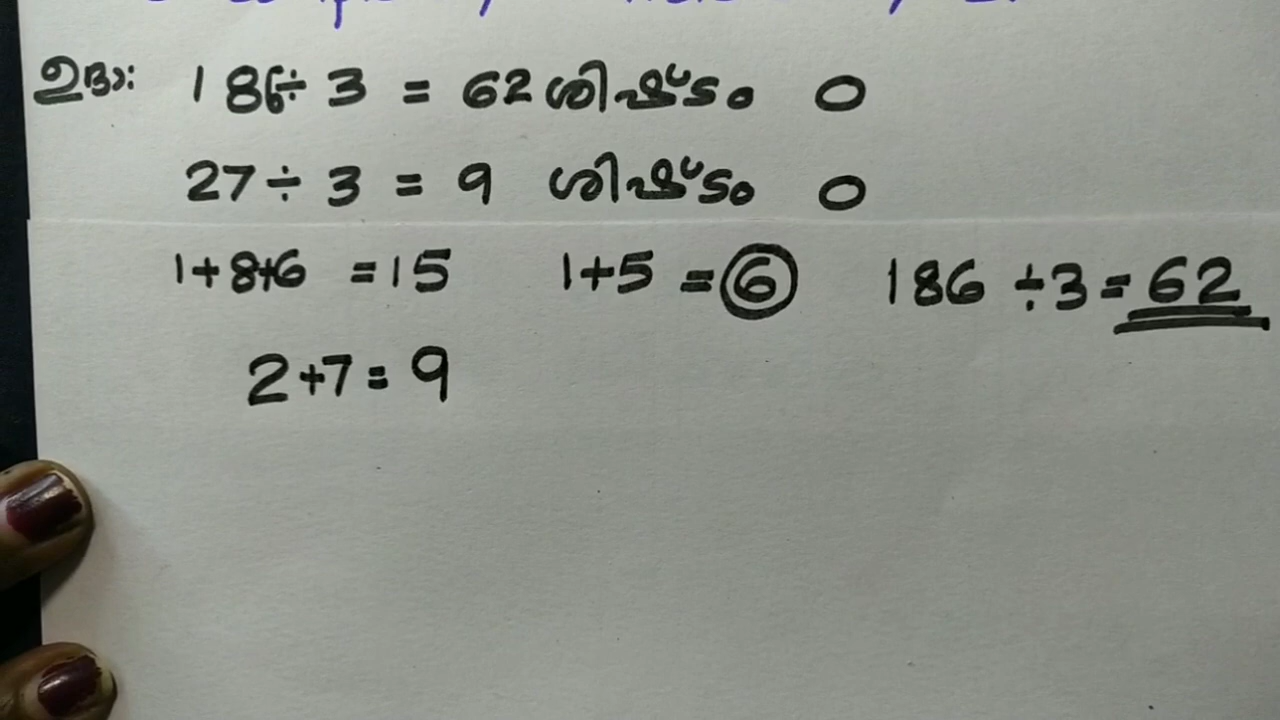 ഉദാ: 186 ÷ 3 = 62 ശിഷ്ടം 0
27 ÷ 3 = 9 ശിഷ്ടം 0
1+8+6 = 15 1+5 = 6 186 ÷3 = 62
2+7 = 9